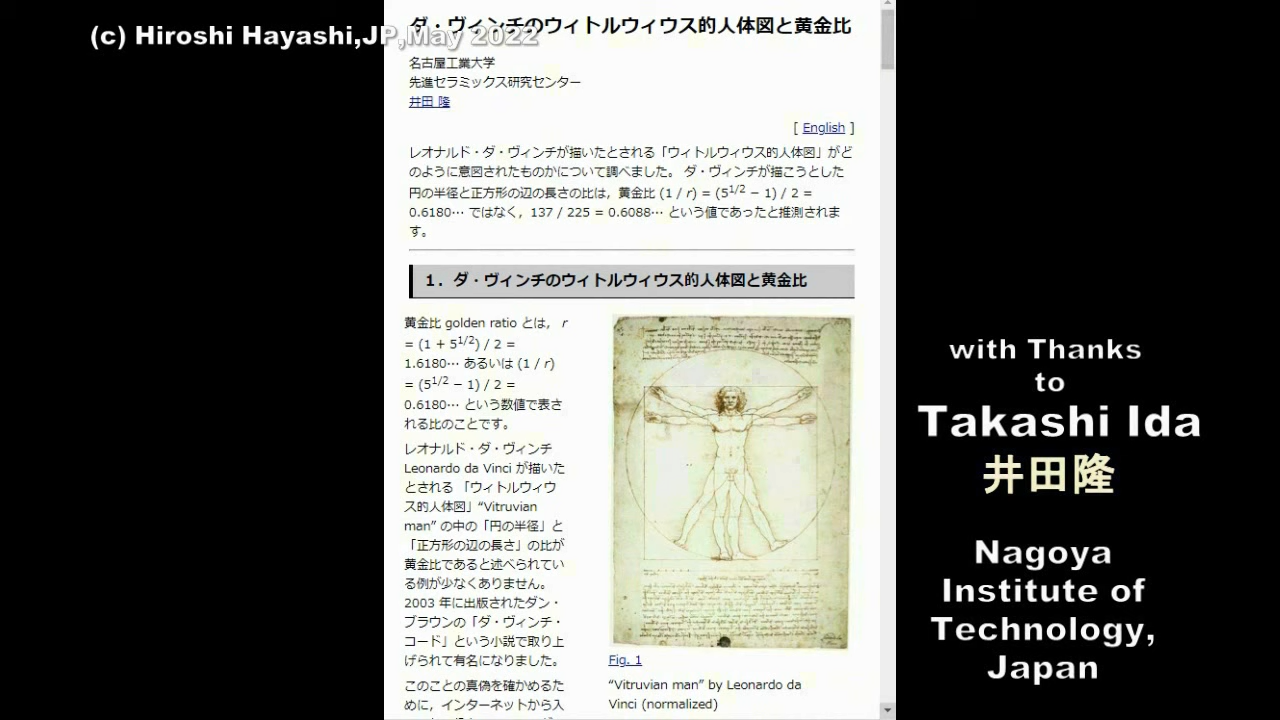 (c) Hiroshi Hayashi,JP,May 2022
ダ・ヴィンチのウィトルウィウス的人体図と黄金比
名古屋工業大学
先進セラミックス研究センター
井田 隆
[ English ]
レオナルド・ダ・ヴィンチが描いたとされる「ウィトルウィウス的人体図」がど
のように意図されたものかについて調べました。 ダ・ヴィンチが描こうとした
円の半径と正方形の辺の長さの比は，黄金比 (1 / r) = (5^1/2 − 1) / 2 =
0.6180⋯ ではなく，137 / 225 = 0.6088⋯ という値であったと推測されま
す。
1．ダ・ヴィンチのウィトルウィウス的人体図と黄金比
黄金比 golden ratio とは， r
= (1 + 5^1/2) / 2 =
1.6180⋯ あるいは (1 / r)
= (5^1/2 − 1) / 2 =
0.6180⋯ という数値で表さ
れる比のことです。
レオナルド・ダ・ヴィンチ
Leonardo da Vinci が描いた
とされる 「ウィトルウィウ
ス的人体図」“Vitruvian
man” の中の「円の半径」と
「正方形の辺の長さ」の比が
黄金比であると述べられてい
る例が少なくありません。
2003 年に出版されたダン・
ブラウンの「ダ・ヴィンチ・
コード」という小説で取り上
げられて有名になりました。
このことの真偽を確かめるた
めに，インターネットから入
Fig. 1
“Vitruvian man” by Leonardo da
Vinci (normalized)
with Thanks
to
Takashi Ida
井田隆
Nagoya
Institute of
Technology,
Japan